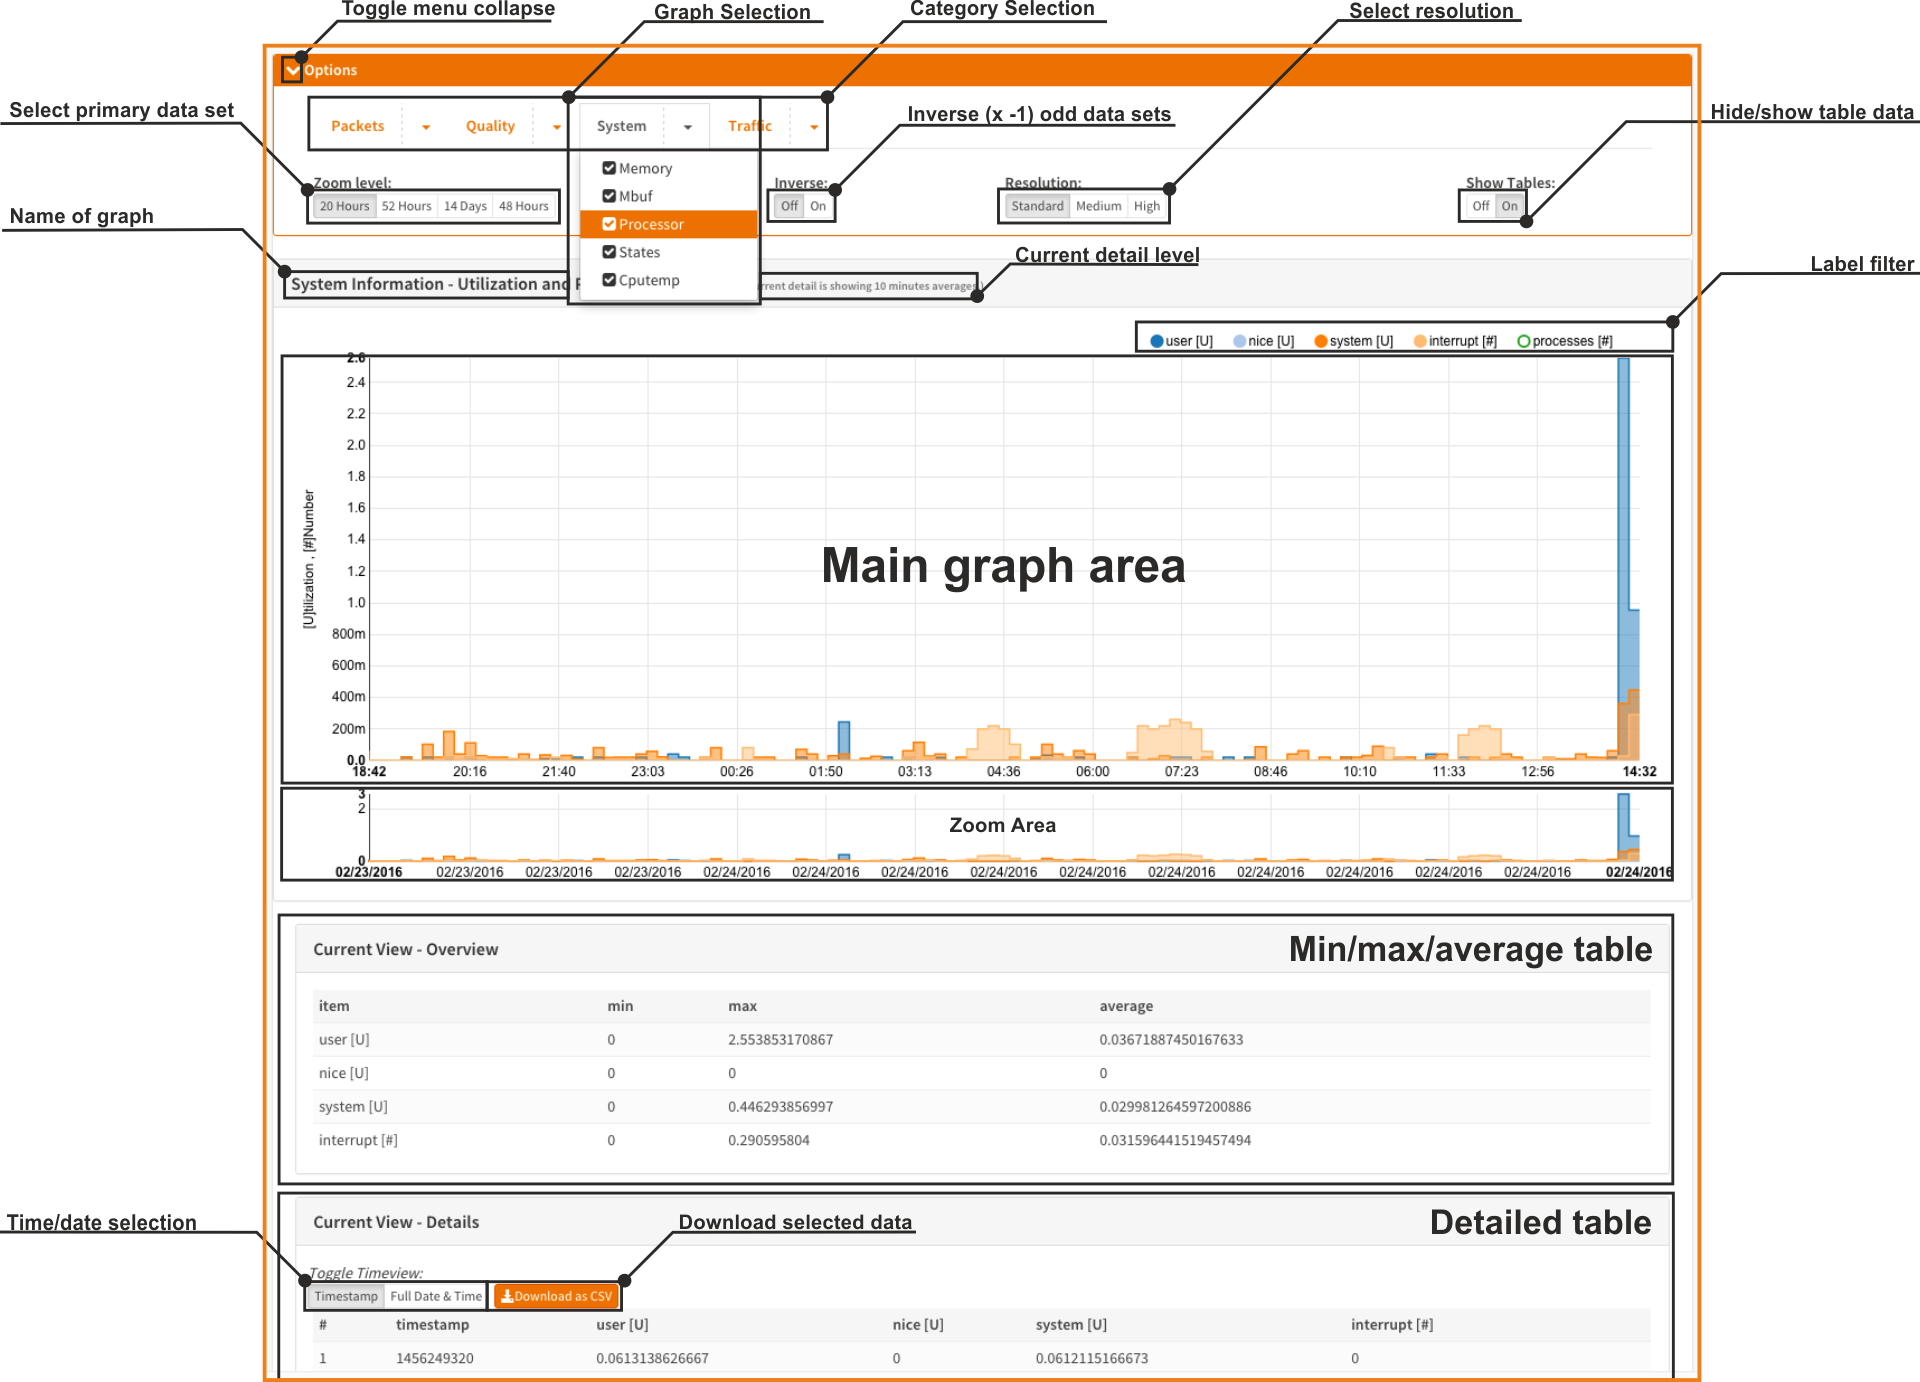 Toggle menu collapse
Graph Selection
Category Selection
Select resolution
Options
Select primary data set
Inverse (x -1) odd data sets
Hide/show table data
Packets
Quality
System
Traffic
Memory
Mbuf
Processor
States
Cputemp
Zoom level:
20 Hours 52 Hours 14 Days 48 Hours
Inverse:
Off On
Resolution:
Standard Medium High
Show Tables:
Off On
Name of graph
Current detail level
Label filter
System Information - Utilization and
rrent detail is showing 10 minutes averages.)
user [U] nice [U] system [U] interrupt [#] processes [#]
2.6
2.4
2.2
2.0
1.8
1.6
1.4
1.2
1.0
800m
600m
400m
200m
0.0
[U]tilization , [#]Number
Main graph area
18:42 20:16 21:40 23:03 00:26 01:50 03:13 04:36 06:00 07:23 08:46 10:10 11:33 12:56 14:32
3
2
0
Zoom Area
02/23/2016 02/23/2016 02/23/2016 02/23/2016 02/24/2016 02/24/2016 02/24/2016 02/24/2016 02/24/2016 02/24/2016 02/24/2016 02/24/2016 02/24/2016 02/24/2016 02/24/2016
Current View - Overview
Min/max/average table
item min max average
user [U] 0 2.553853170867 0.03671887450167633
nice [U] 0 0 0
system [U] 0 0.446293856997 0.029981264597200886
interrupt [#] 0 0.290595804 0.031596441519457494
Time/date selection
Current View - Details
Download selected data
Detailed table
Toggle Timeview:
Timestamp Full Date & Time
Download as CSV
# timestamp user [U] nice [U] system [U] interrupt [#]
1 1456249320 0.0613138626667 0 0.0612115166673 0